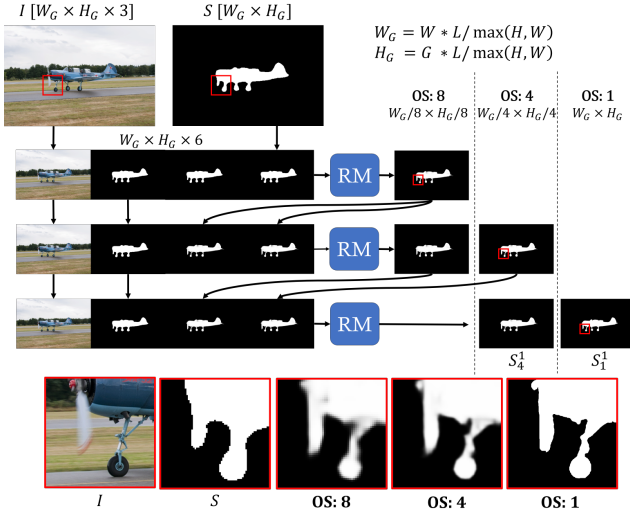 I [W_G × H_G × 3]
S [W_G × H_G]
W_G = W * L/ max(H, W)
H_G = G * L/ max(H, W)
OS: 8
OS: 4
OS: 1
W_G/8 × H_G/8
W_G/4 × H_G/4
W_G × H_G
W_G × H_G × 6
RM
RM
RM
S_4^1
S_1^1
I
S
OS: 8
OS: 4
OS: 1